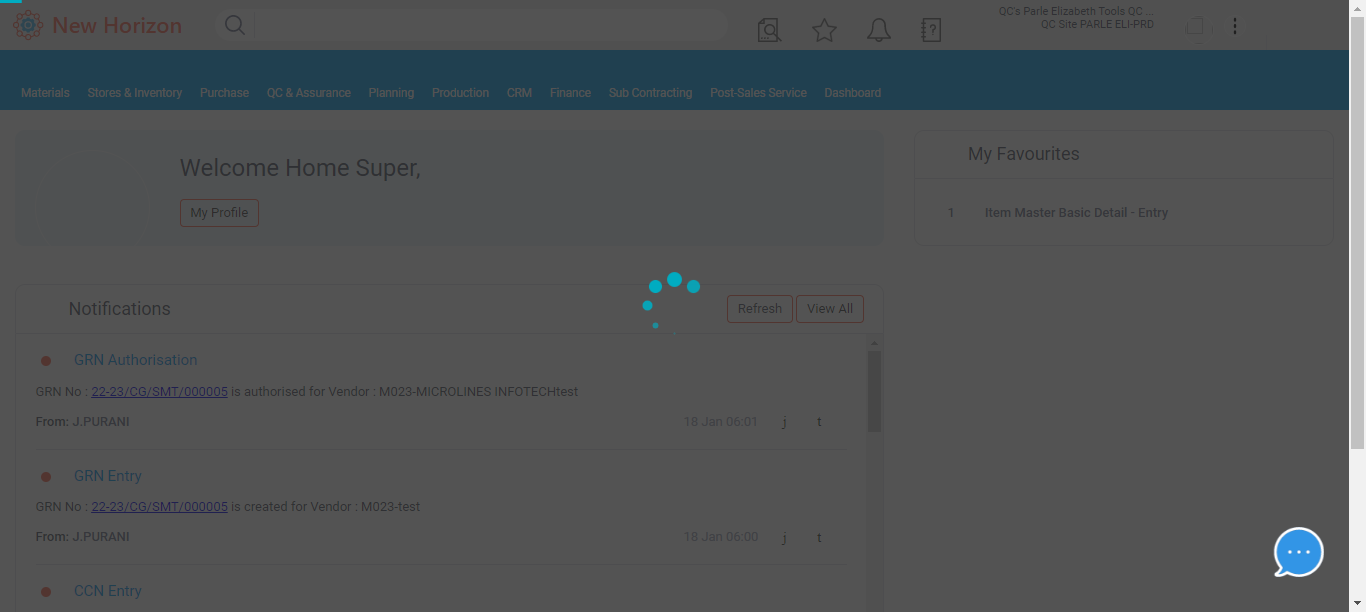 New Horizon
QC's Parle Elizabeth Tools QC ...
QC Site PARLE ELI-PRD
Materials Stores & Inventory Purchase QC & Assurance Planning Production CRM Finance Sub Contracting Post-Sales Service Dashboard
Welcome Home Super,
My Profile
My Favourites
1 Item Master Basic Detail - Entry
Notifications
Refresh View All
GRN Authorisation
GRN No : 22-23/CG/SMT/000005 is authorised for Vendor : M023-MICROLINES INFOTECHtest
From: J.PURANI 18 Jan 06:01 j t
GRN Entry
GRN No : 22-23/CG/SMT/000005 is created for Vendor : M023-test
From: J.PURANI 18 Jan 06:00 j t
CCN Entry